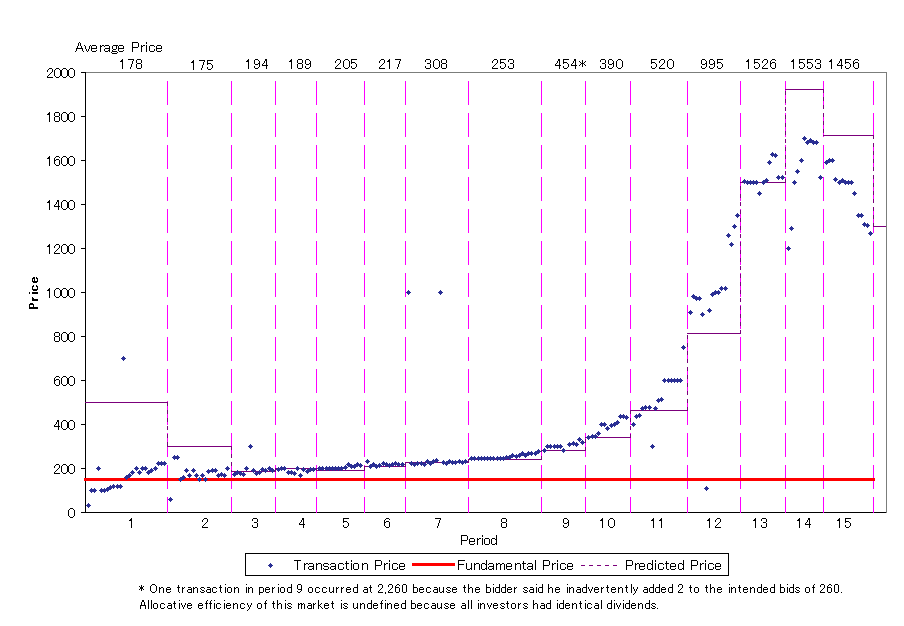 Average Price
178 175 194 189 205 217 308 253 454* 390 520 995 1526 1553 1456
2000
1800
1600
1400
1200
1000
800
600
400
200
0
Price
1 2 3 4 5 6 7 8 9 10 11 12 13 14 15
Period
Transaction Price Fundamental Price Predicted Price
* One transaction in period 9 occurred at 2,260 because the bidder said he inadvertently added 2 to the intended bids of 260.
Allocative efficiency of this market is undefined because all investors had identical dividends.